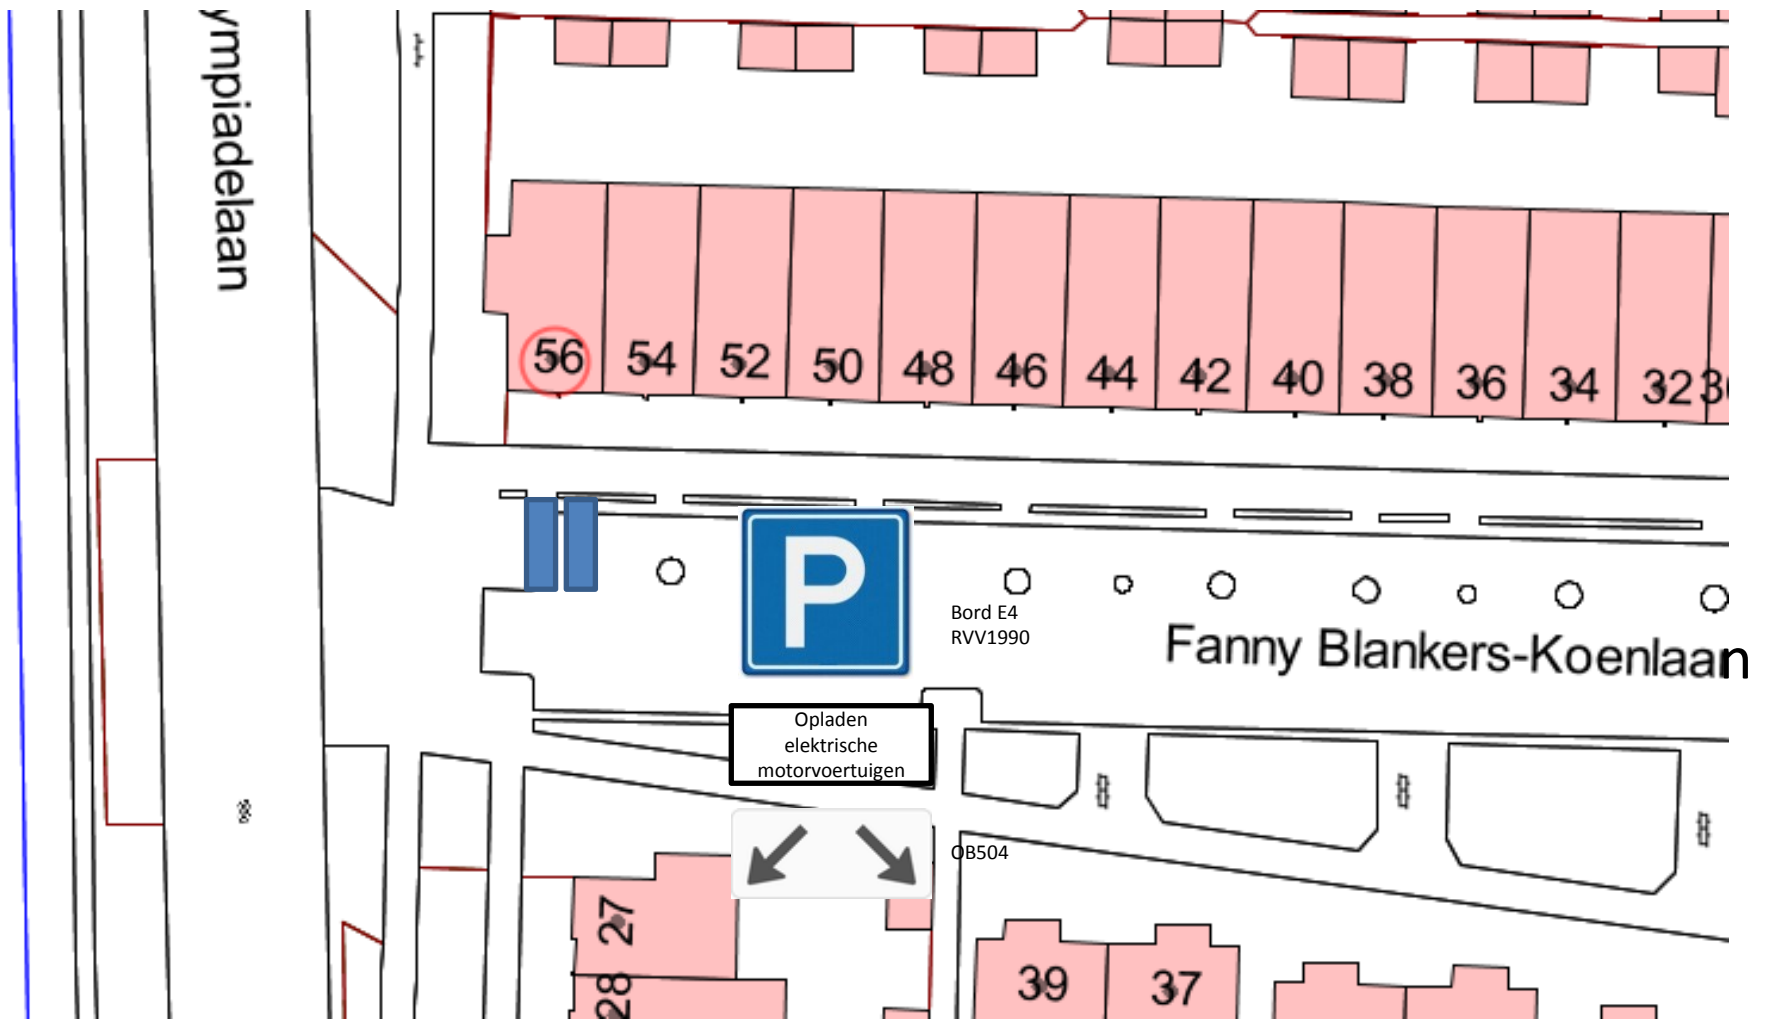 ympiadelaan
56 54 52 50 48 46 44 42 40 38 36 34 32 30
P
Bord E4
RVV1990
Fanny Blankers-Koenlaan
Opladen
elektrische
motorvoertuigen
OB504
27
28
39 37